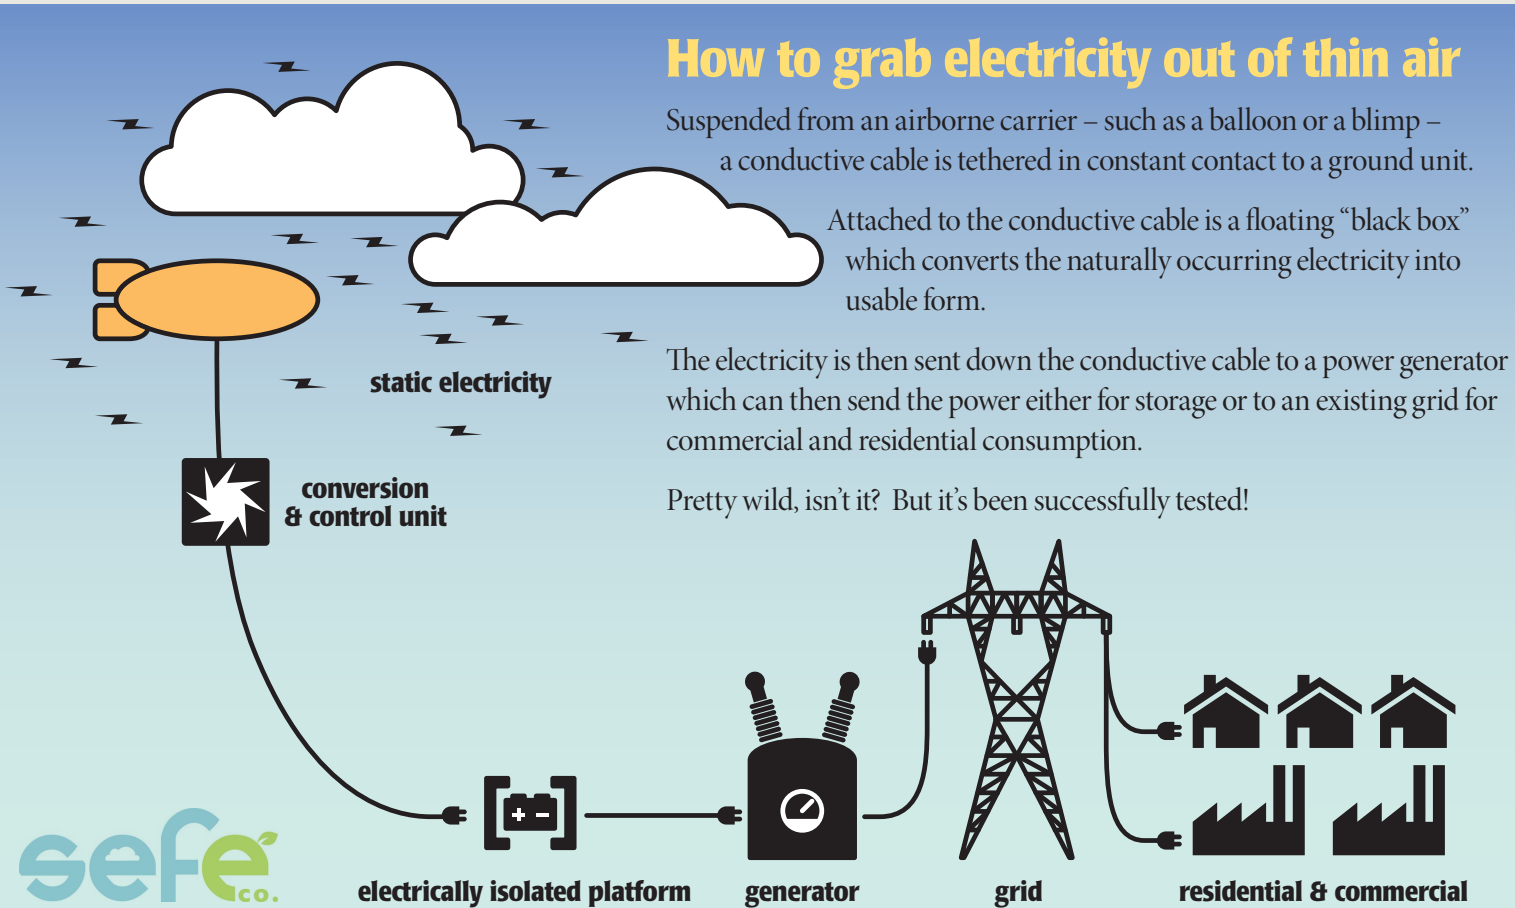 How to grab electricity out of thin air
Suspended from an airborne carrier – such as a balloon or a blimp –
a conductive cable is tethered in constant contact to a ground unit.
Attached to the conductive cable is a floating “black box”
which converts the naturally occurring electricity into
usable form.
The electricity is then sent down the conductive cable to a power generator
which can then send the power either for storage or to an existing grid for
commercial and residential consumption.
Pretty wild, isn’t it? But it’s been successfully tested!
static electricity
conversion
& control unit
+ −
sefe
co.
electrically isolated platform
generator
grid
residential & commercial